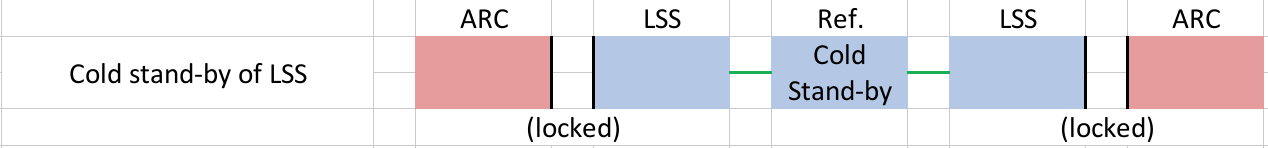 ARC LSS Ref. LSS ARC
Cold stand-by of LSS
Cold
Stand-by
(locked) (locked)